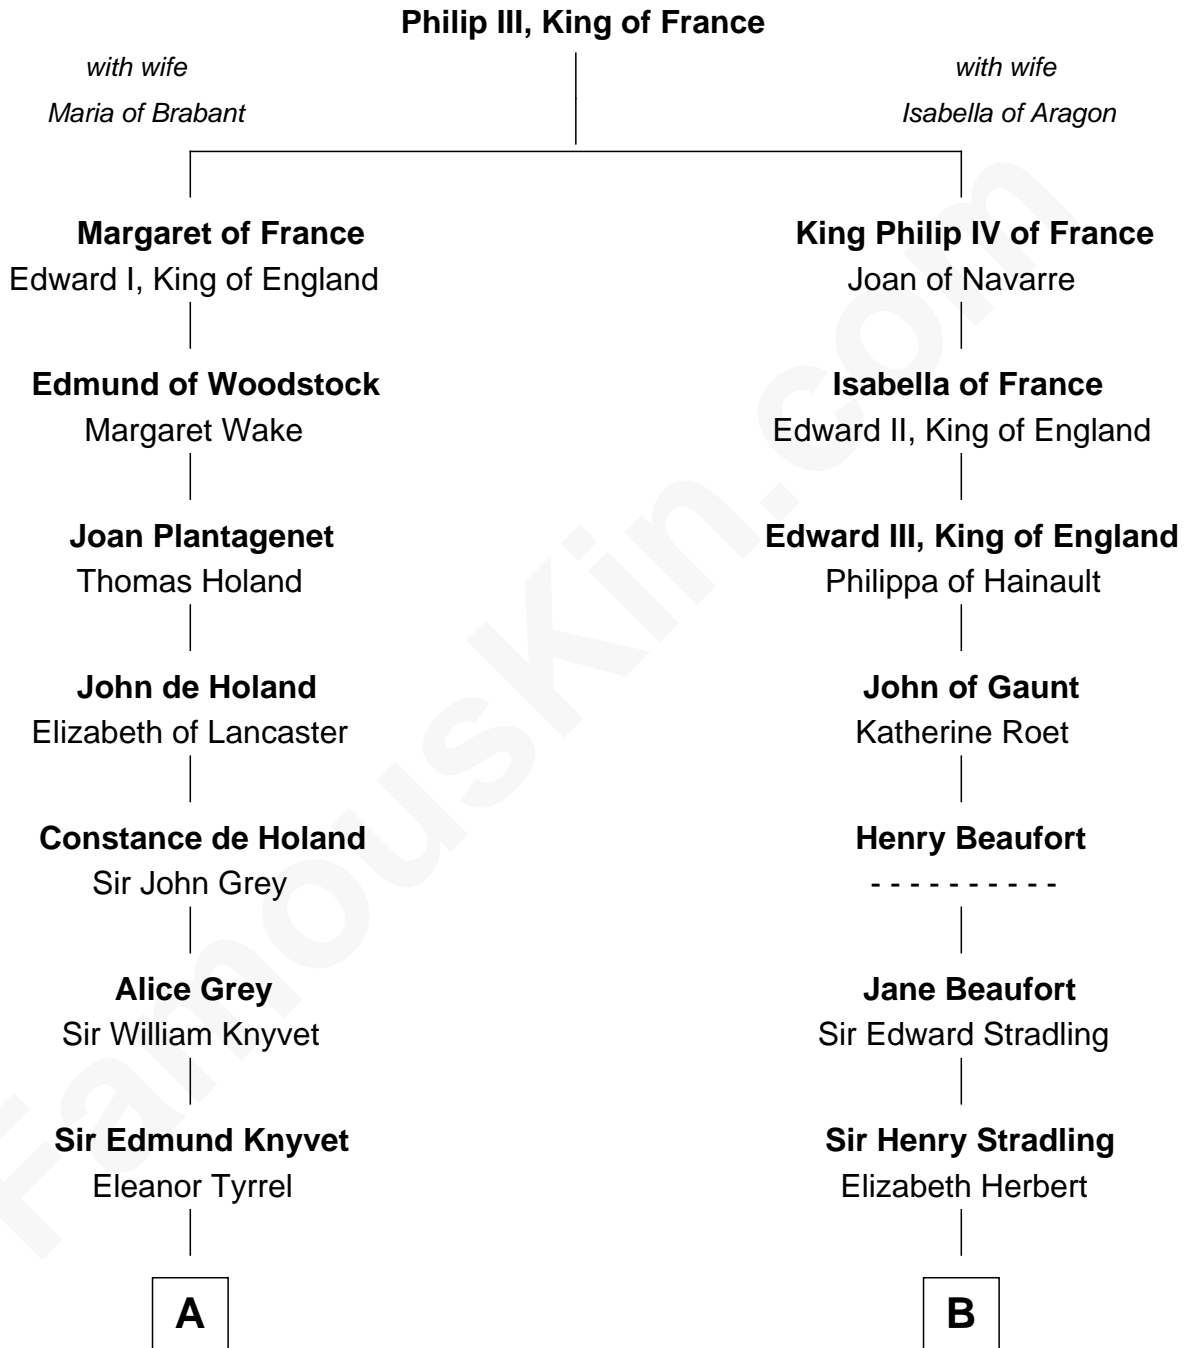 Philip III, King of France
with wife
Maria of Brabant
with wife
Isabella of Aragon
Margaret of France
Edward I, King of England
King Philip IV of France
Joan of Navarre
Edmund of Woodstock
Margaret Wake
Isabella of France
Edward II, King of England
Joan Plantagenet
Thomas Holand
Edward III, King of England
Philippa of Hainault
John de Holand
Elizabeth of Lancaster
John of Gaunt
Katherine Roet
Constance de Holand
Sir John Grey
Henry Beaufort
- - - - - - - - - -
Alice Grey
Sir William Knyvet
Jane Beaufort
Sir Edward Stradling
Sir Edmund Knyvet
Eleanor Tyrrel
Sir Henry Stradling
Elizabeth Herbert
A
B
FamousKin.com